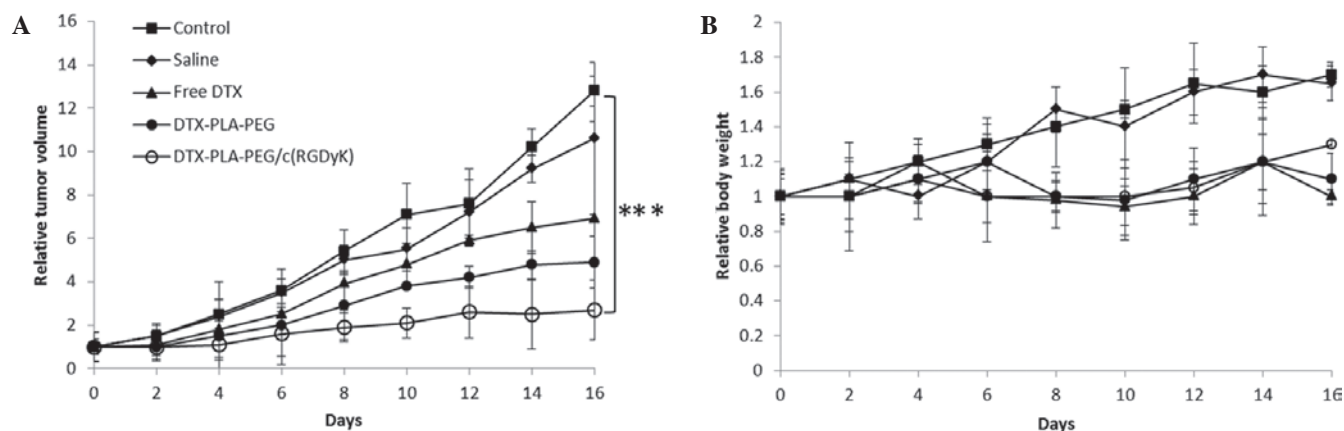 A
Relative tumor volume
16
14
12
10
8
6
4
2
0
Control
Saline
Free DTX
DTX-PLA-PEG
DTX-PLA-PEG/c(RGDyK)
***
0 2 4 6 8 10 12 14 16
Days
B
Relative body weight
2
1.8
1.6
1.4
1.2
1
0.8
0.6
0.4
0.2
0
0 2 4 6 8 10 12 14 16
Days